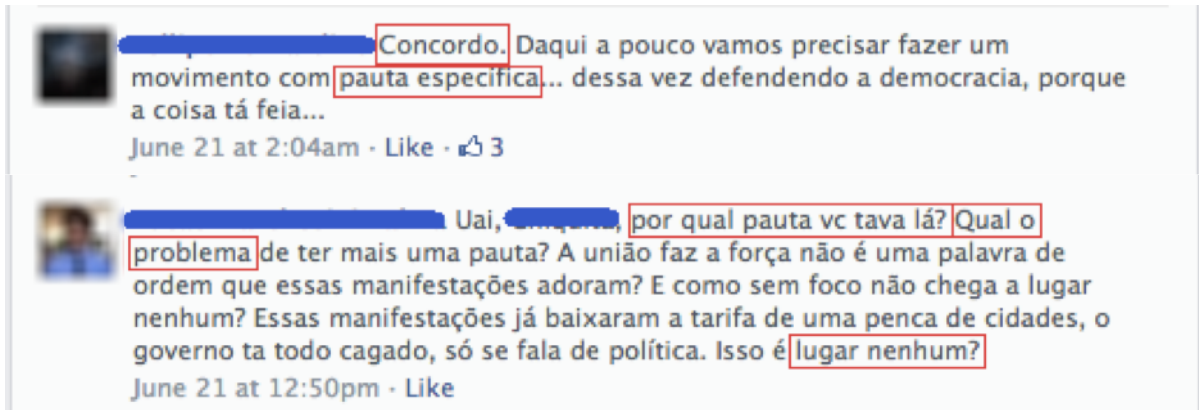 Concordo. Daqui a pouco vamos precisar fazer um
movimento com pauta específica... dessa vez defendendo a democracia, porque
a coisa tá feia...
June 21 at 2:04am · Like · 3
Uai, , por qual pauta vc tava lá? Qual o
problema de ter mais uma pauta? A união faz a força não é uma palavra de
ordem que essas manifestações adoram? E como sem foco não chega a lugar
nenhum? Essas manifestações já baixaram a tarifa de uma penca de cidades, o
governo ta todo cagado, só se fala de política. Isso é lugar nenhum?
June 21 at 12:50pm · Like